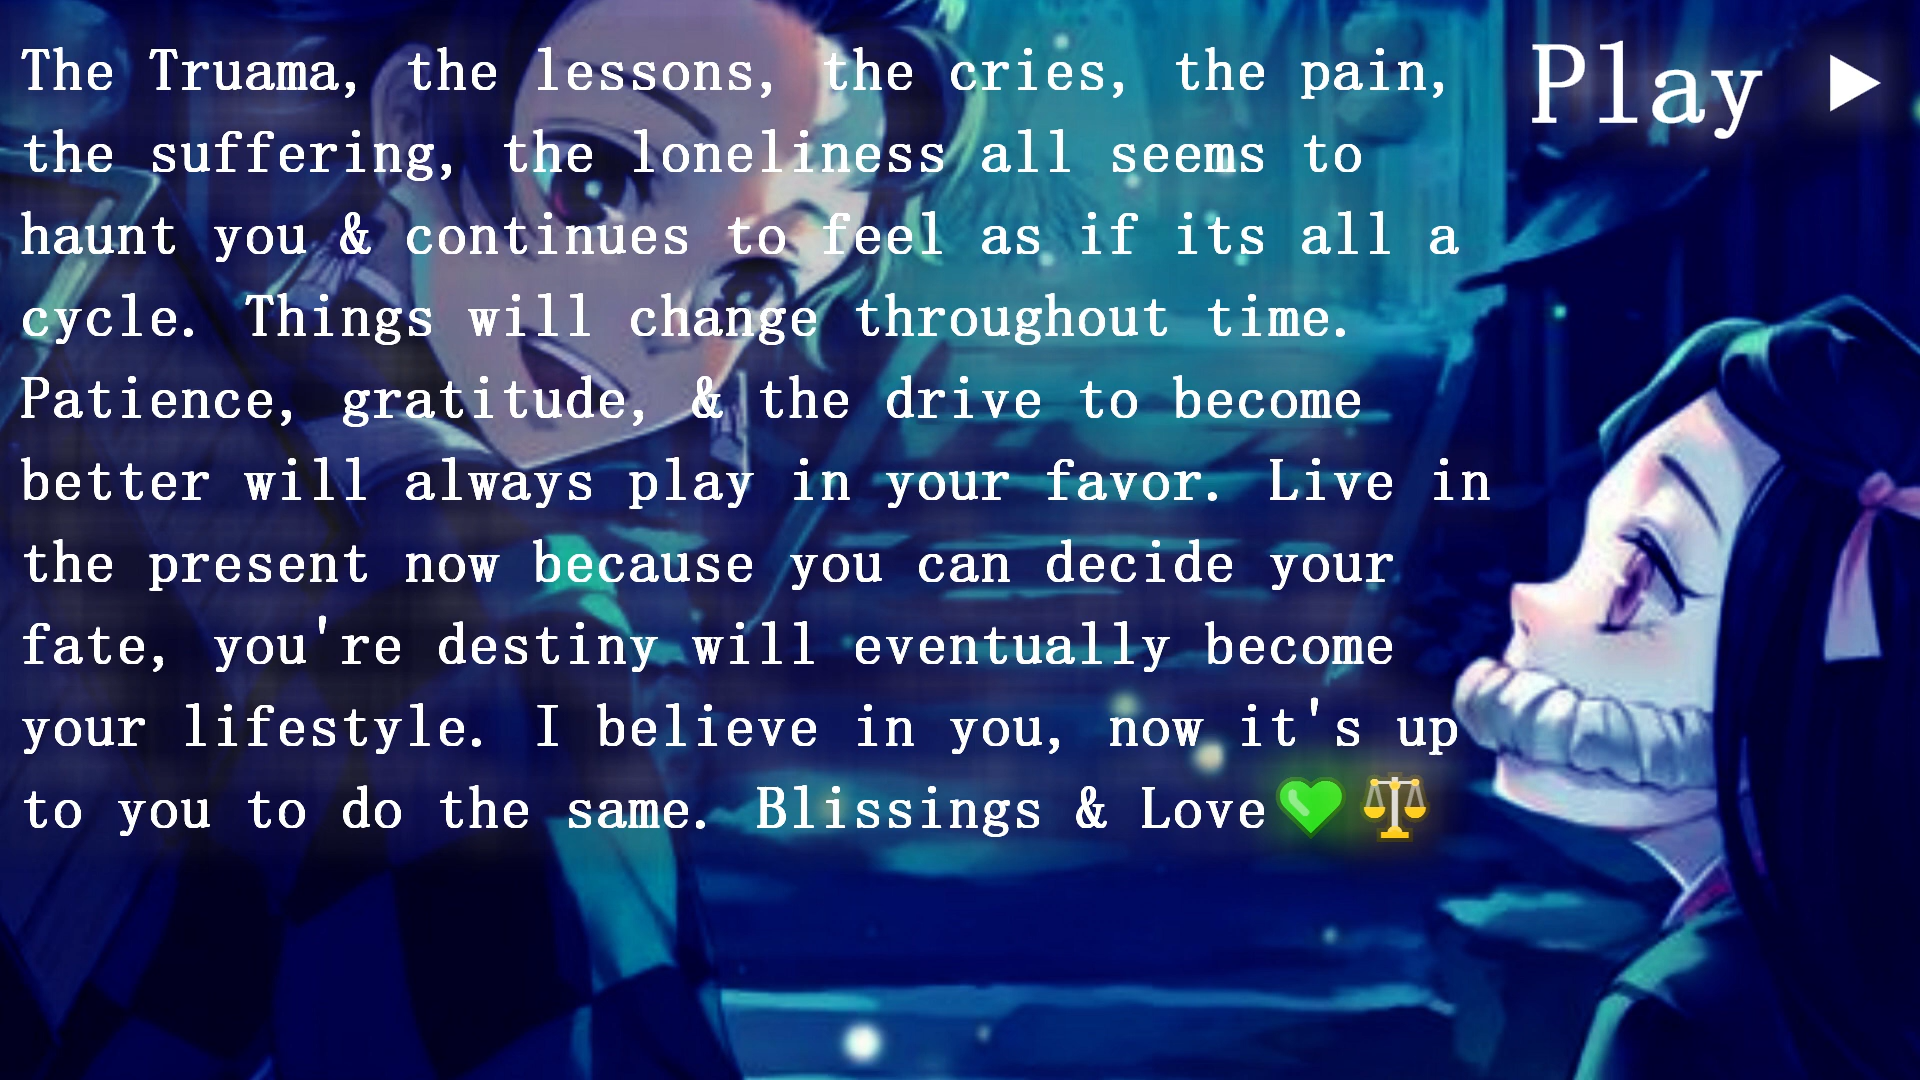 The Truama, the lessons, the cries, the pain,
the suffering, the loneliness all seems to
haunt you & continues to feel as if its all a
cycle. Things will change throughout time.
Patience, gratitude, & the drive to become
better will always play in your favor. Live in
the present now because you can decide your
fate, you're destiny will eventually become
your lifestyle. I believe in you, now it's up
to you to do the same. Blissings & Love💚⚖️
Play ▶